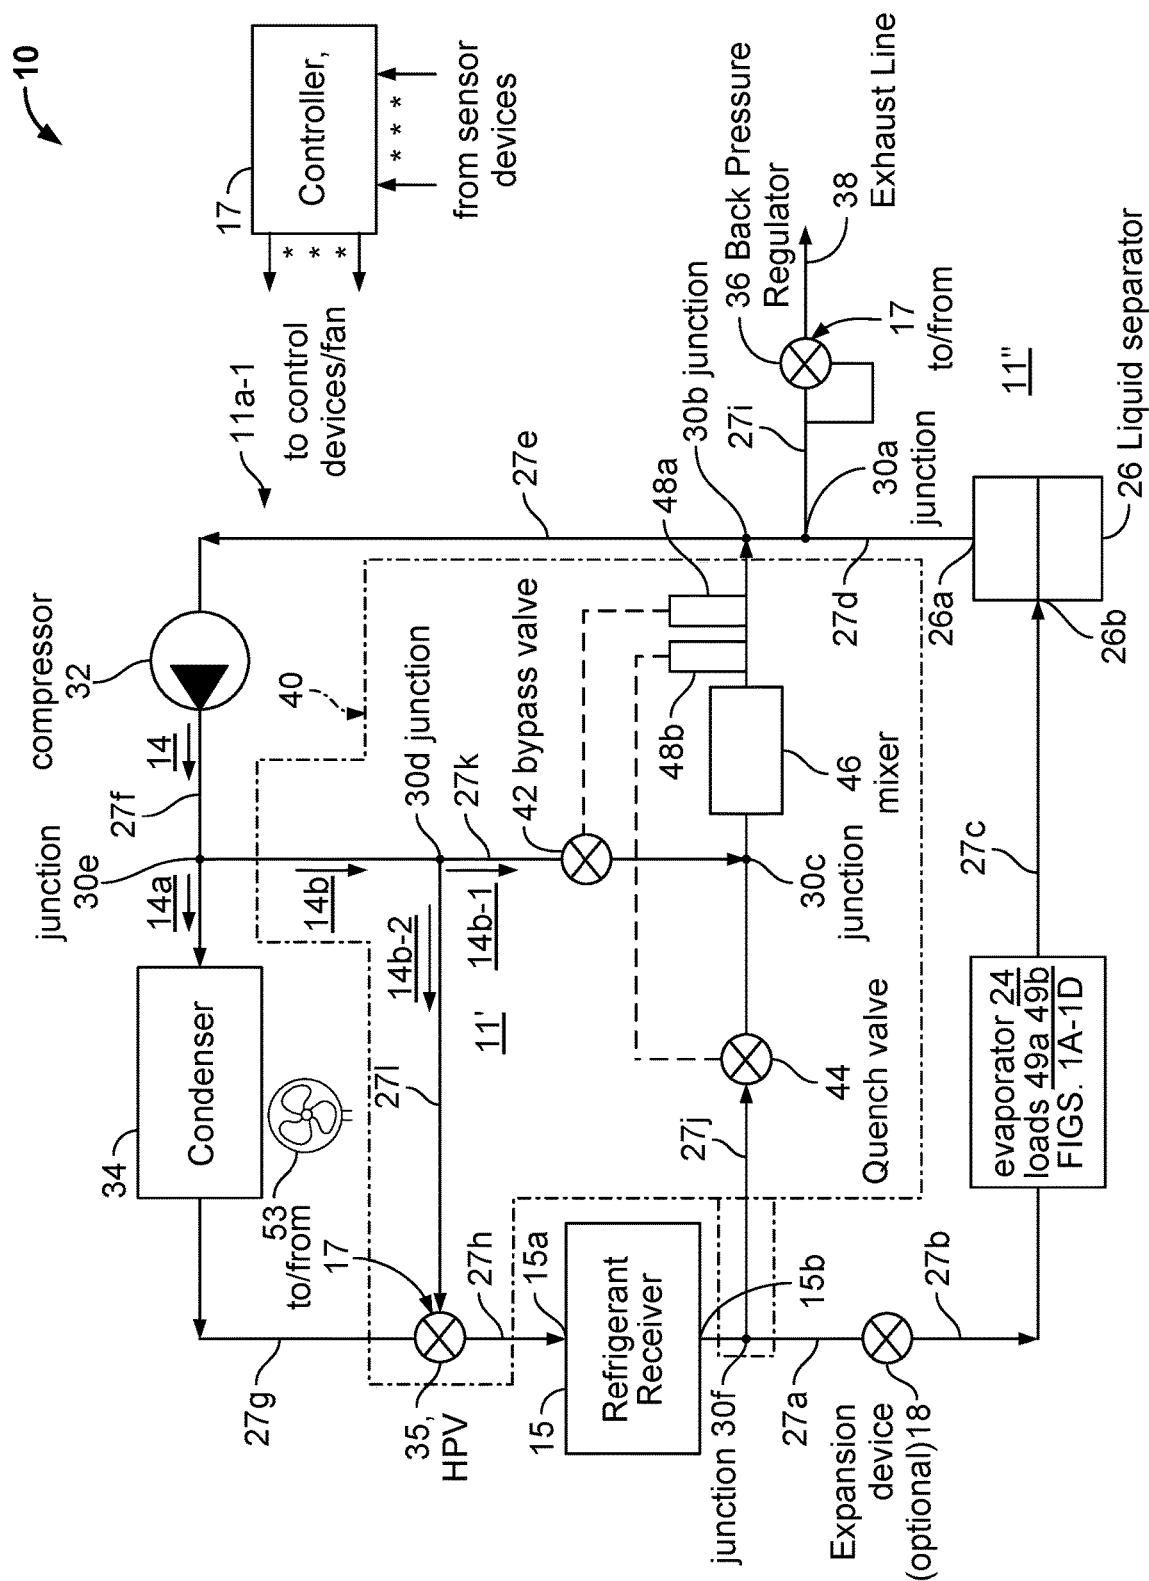 10
17
Controller,
* * *
* * *
from sensor
devices
to control
devices/fan
11a-1
compressor
32
14
27f
junction
30e
14a
14b
34
Condenser
53
to/from
17
27g
35,
HPV
27h
15a
15
Refrigerant
Receiver
15b
junction 30f
27a
Expansion
device
(optional)18
27b
27l
14b-2
11'
14b-1
30d junction
27k
42 bypass valve
40
27e
48a
48b
46
mixer
30c
junction
27j
44
Quench valve
30b junction
36 Back Pressure
Regulator
38
Exhaust Line
17
to/from
27i
30a
junction
27d
26a
26b
11"
26 Liquid separator
27c
evaporator 24
loads 49a 49b
FIGS. 1A-1D